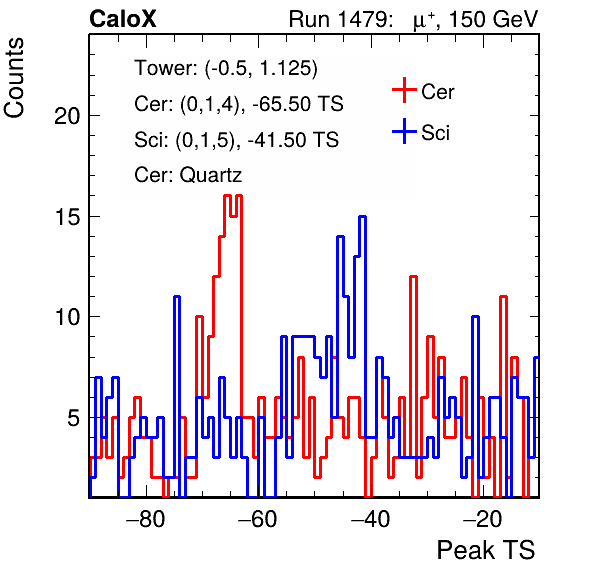 CaloX Run 1479: μ⁺, 150 GeV
Counts
Tower: (-0.5, 1.125)
Cer: (0,1,4), -65.50 TS
Sci: (0,1,5), -41.50 TS
Cer: Quartz
Cer
Sci
20
15
10
5
−80 −60 −40 −20
Peak TS